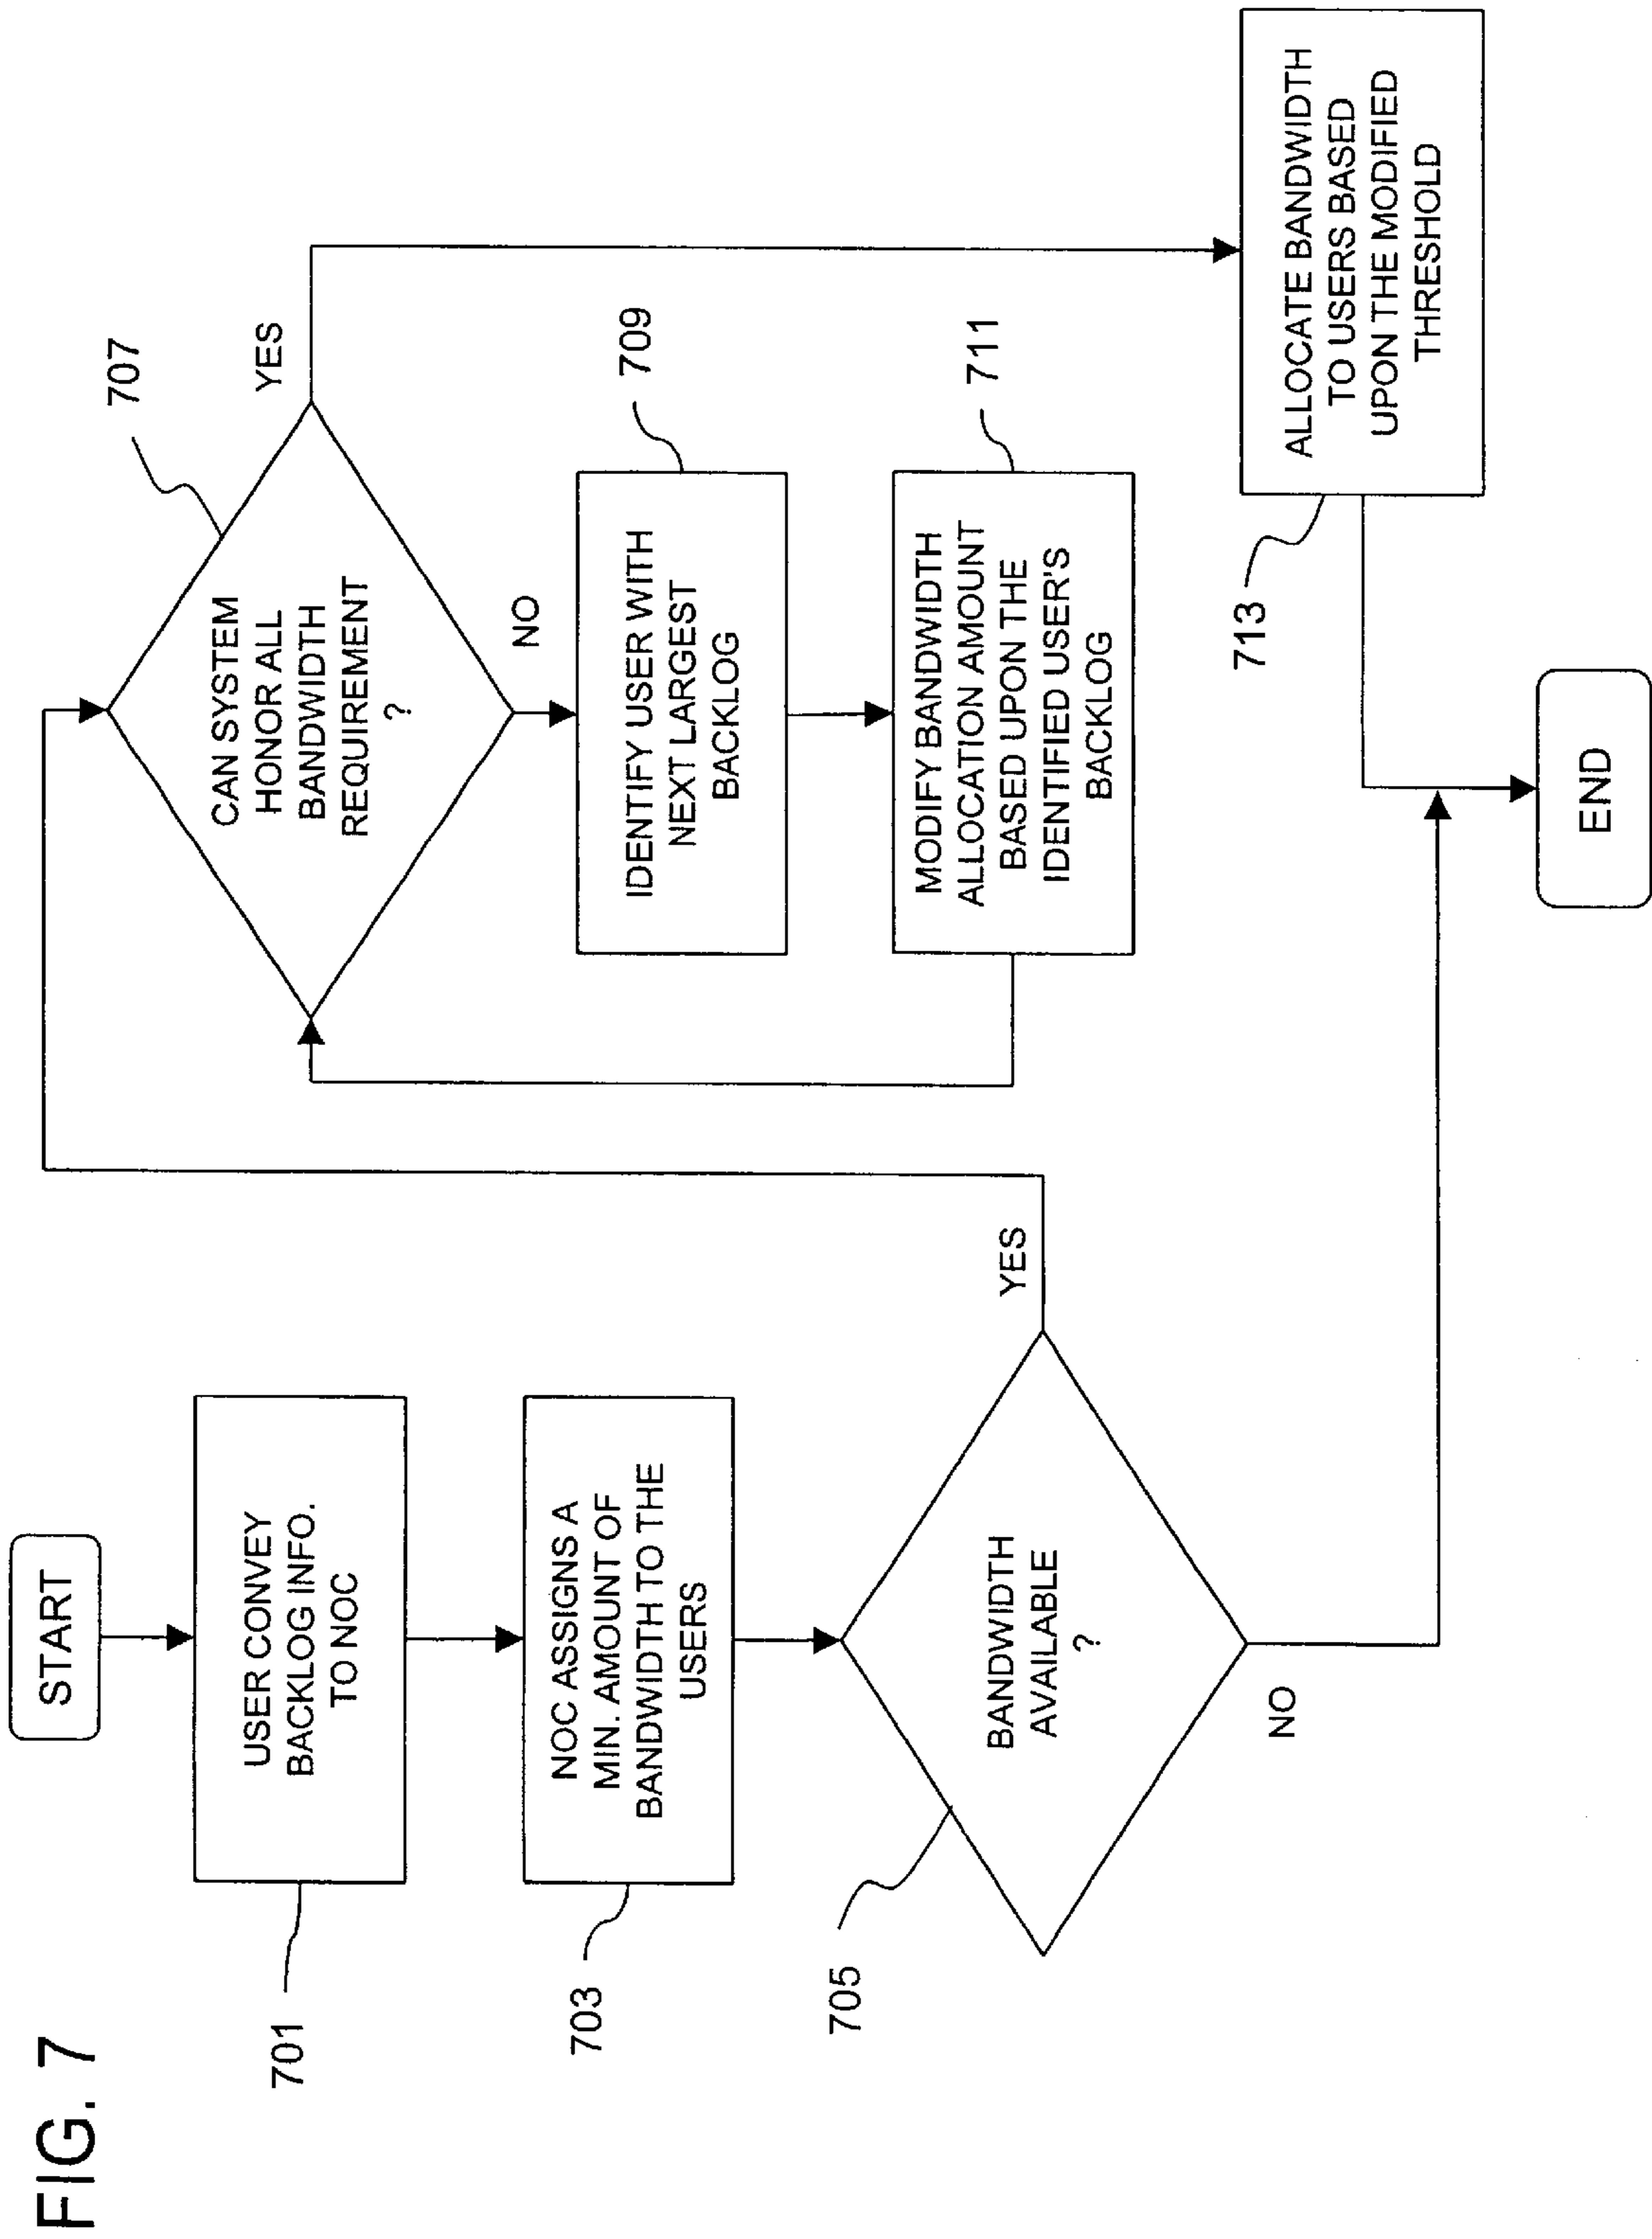 FIG. 7
START
USER CONVEY
BACKLOG INFO.
TO NOC
701
NOC ASSIGNS A
MIN. AMOUNT OF
BANDWIDTH TO THE
USERS
703
BANDWIDTH
AVAILABLE
?
705
YES
NO
CAN SYSTEM
HONOR ALL
BANDWIDTH
REQUIREMENT
?
707
YES
NO
IDENTIFY USER WITH
NEXT LARGEST
BACKLOG
709
MODIFY BANDWIDTH
ALLOCATION AMOUNT
BASED UPON THE
IDENTIFIED USER'S
BACKLOG
711
ALLOCATE BANDWIDTH
TO USERS BASED
UPON THE MODIFIED
THRESHOLD
713
END